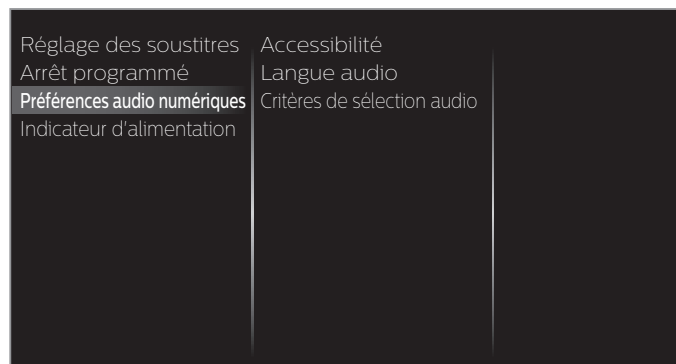 Réglage des soustitres
Arrêt programmé
Préférences audio numériques
Indicateur d'alimentation
Accessibilité
Langue audio
Critères de sélection audio